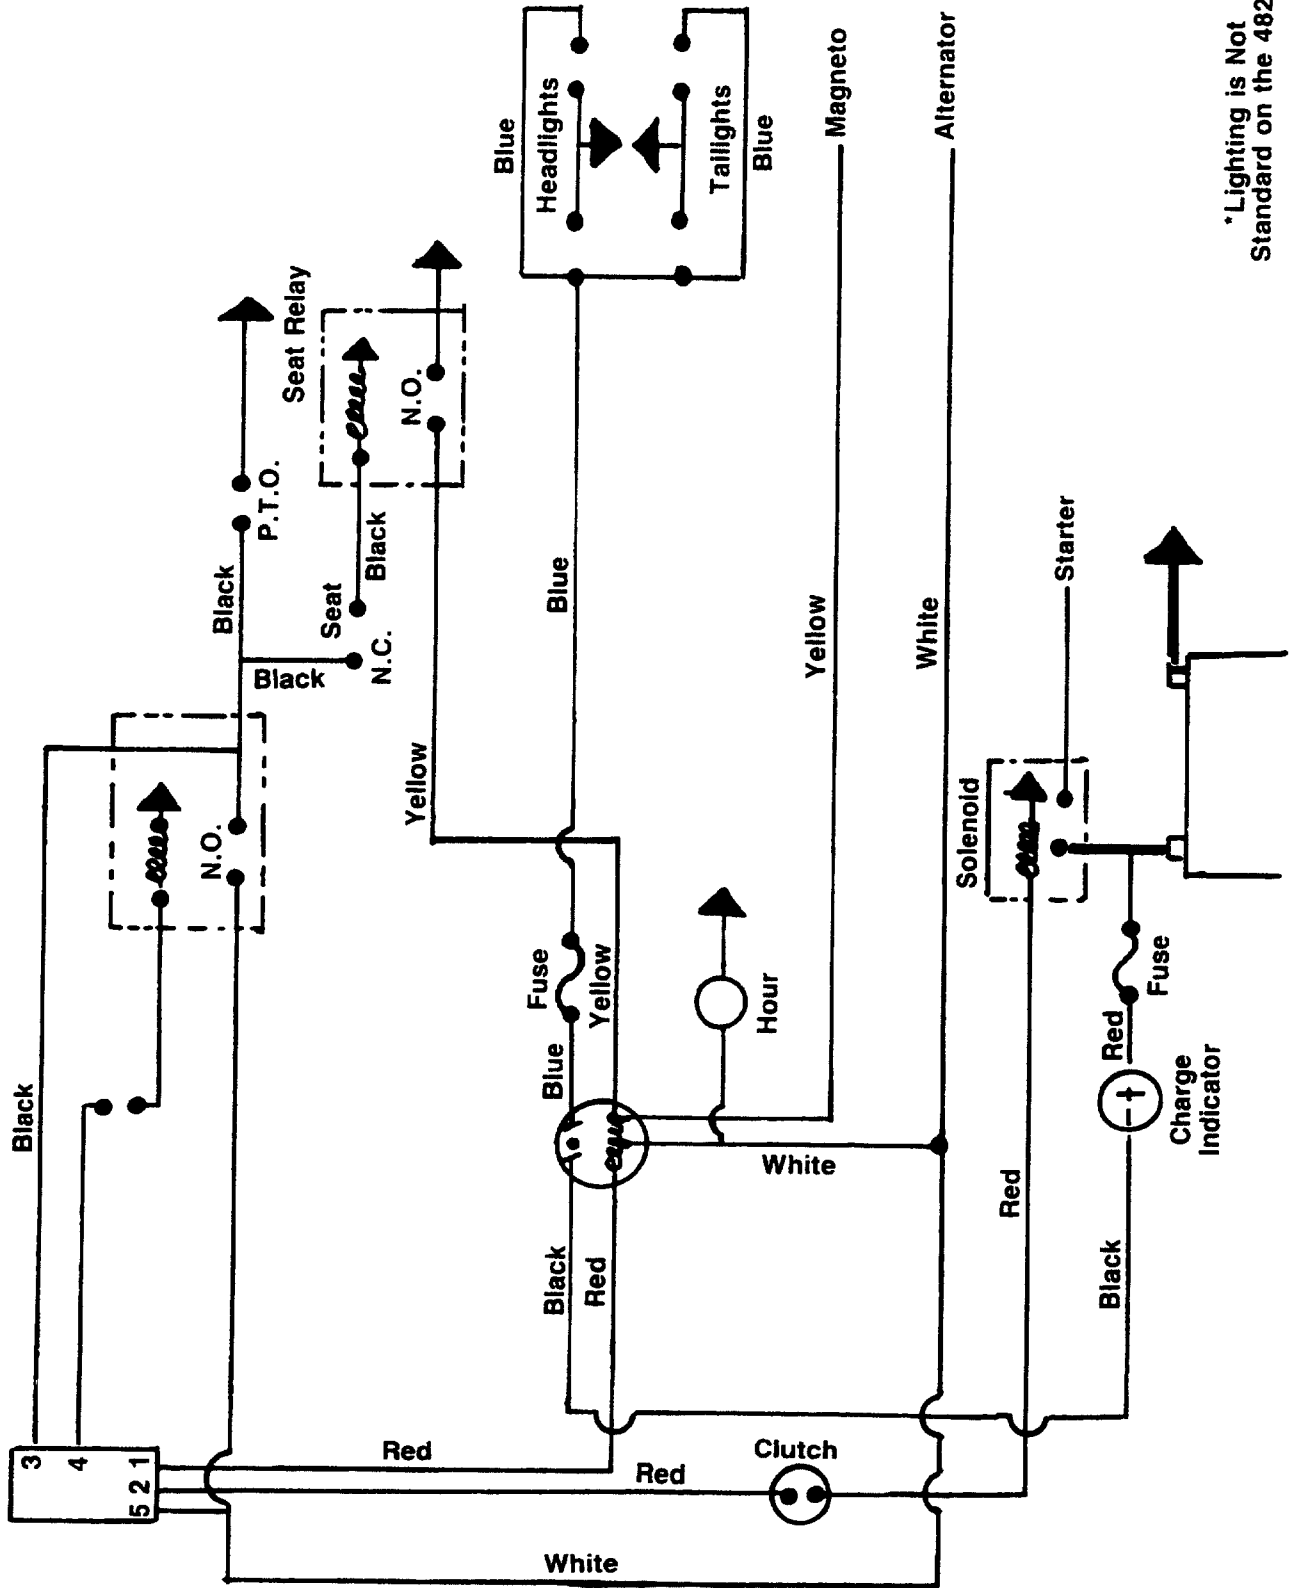 *Lighting is Not
Standard on the 482
Blue
Headlights
Taillights
Blue
Magneto
Alternator
Seat Relay
N.O.
P.T.O.
Black
Black
Seat
N.C.
Black
Yellow
Blue
Yellow
White
Starter
Solenoid
N.O.
Fuse
Yellow
Blue
Hour
White
Fuse
Red
Charge
Indicator
- +
Black
Black
Red
Red
Black
3
4
5 2 1
Red
Red
Clutch
White